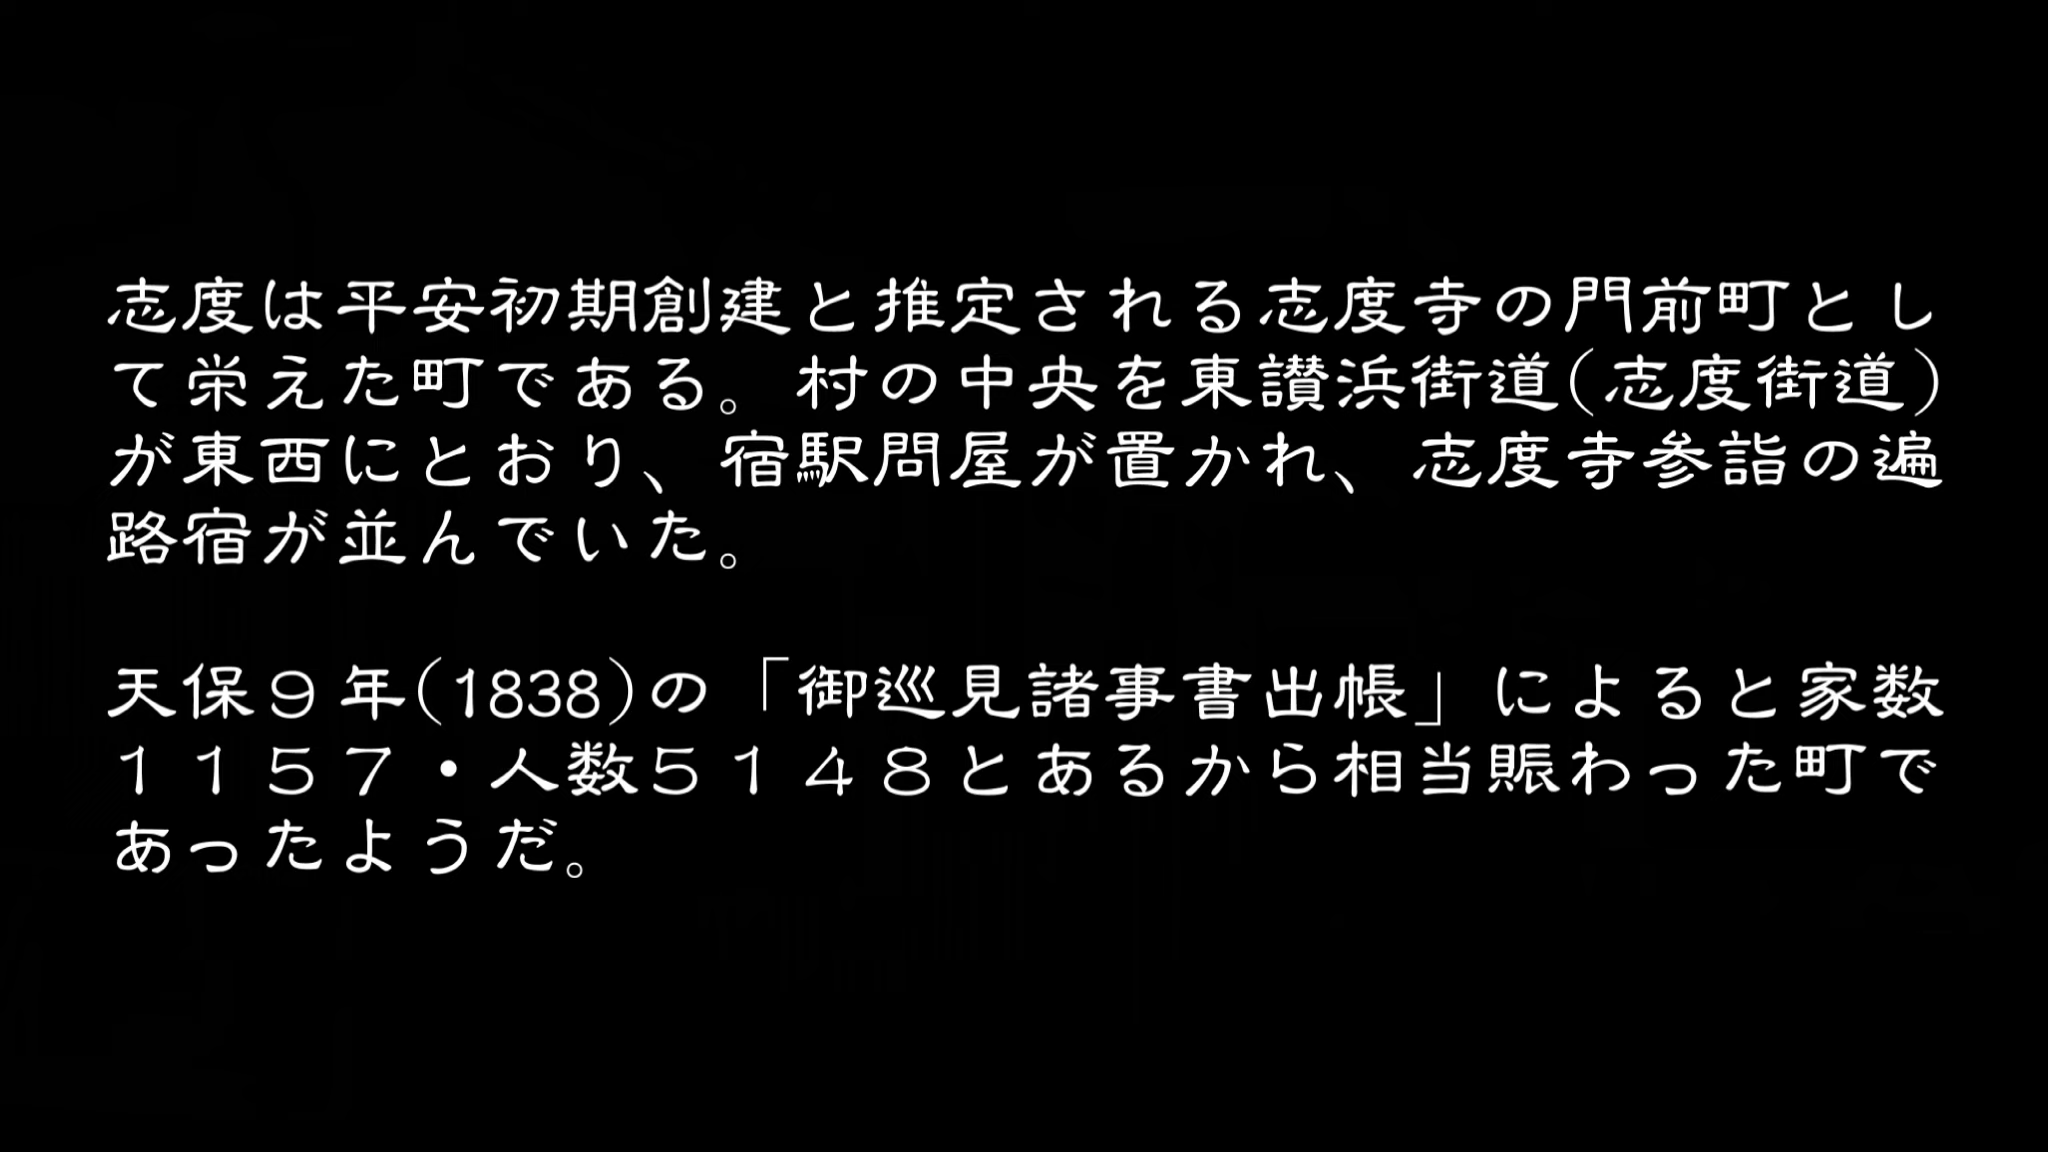 志度は平安初期創建と推定される志度寺の門前町とし
て栄えた町である。村の中央を東讃浜街道(志度街道)
が東西にとおり、宿駅問屋が置かれ、志度寺参詣の遍
路宿が並んでいた。
天保９年(1838)の「御巡見諸事書出帳」によると家数
１１５７・人数５１４８とあるから相当賑わった町で
あったようだ。